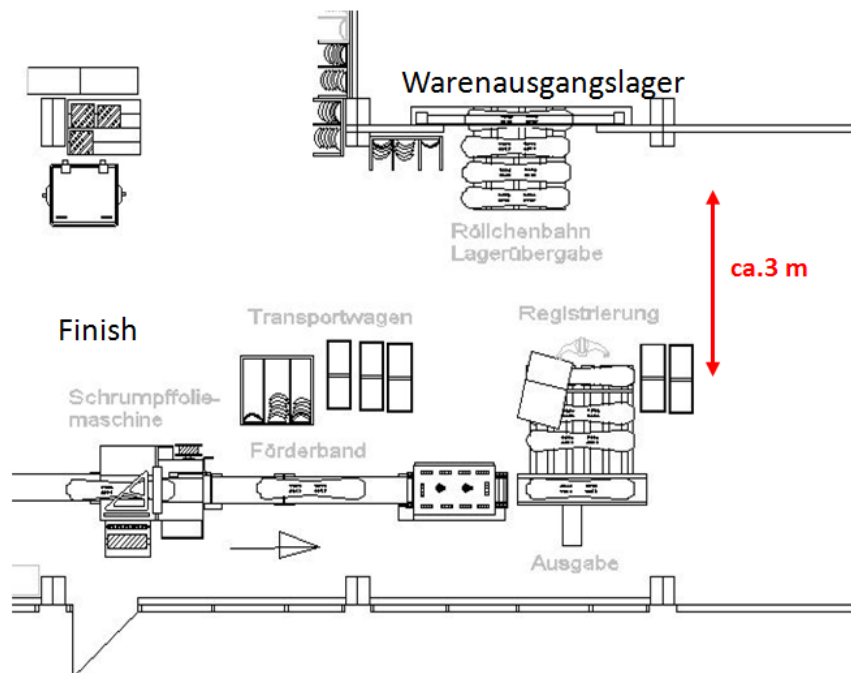 Warenausgangslager
Röllchenbahn
Lagerübergabe
ca.3 m
Finish
Transportwagen
Registrierung
Schrumpffolie-
maschine
Förderband
Ausgabe